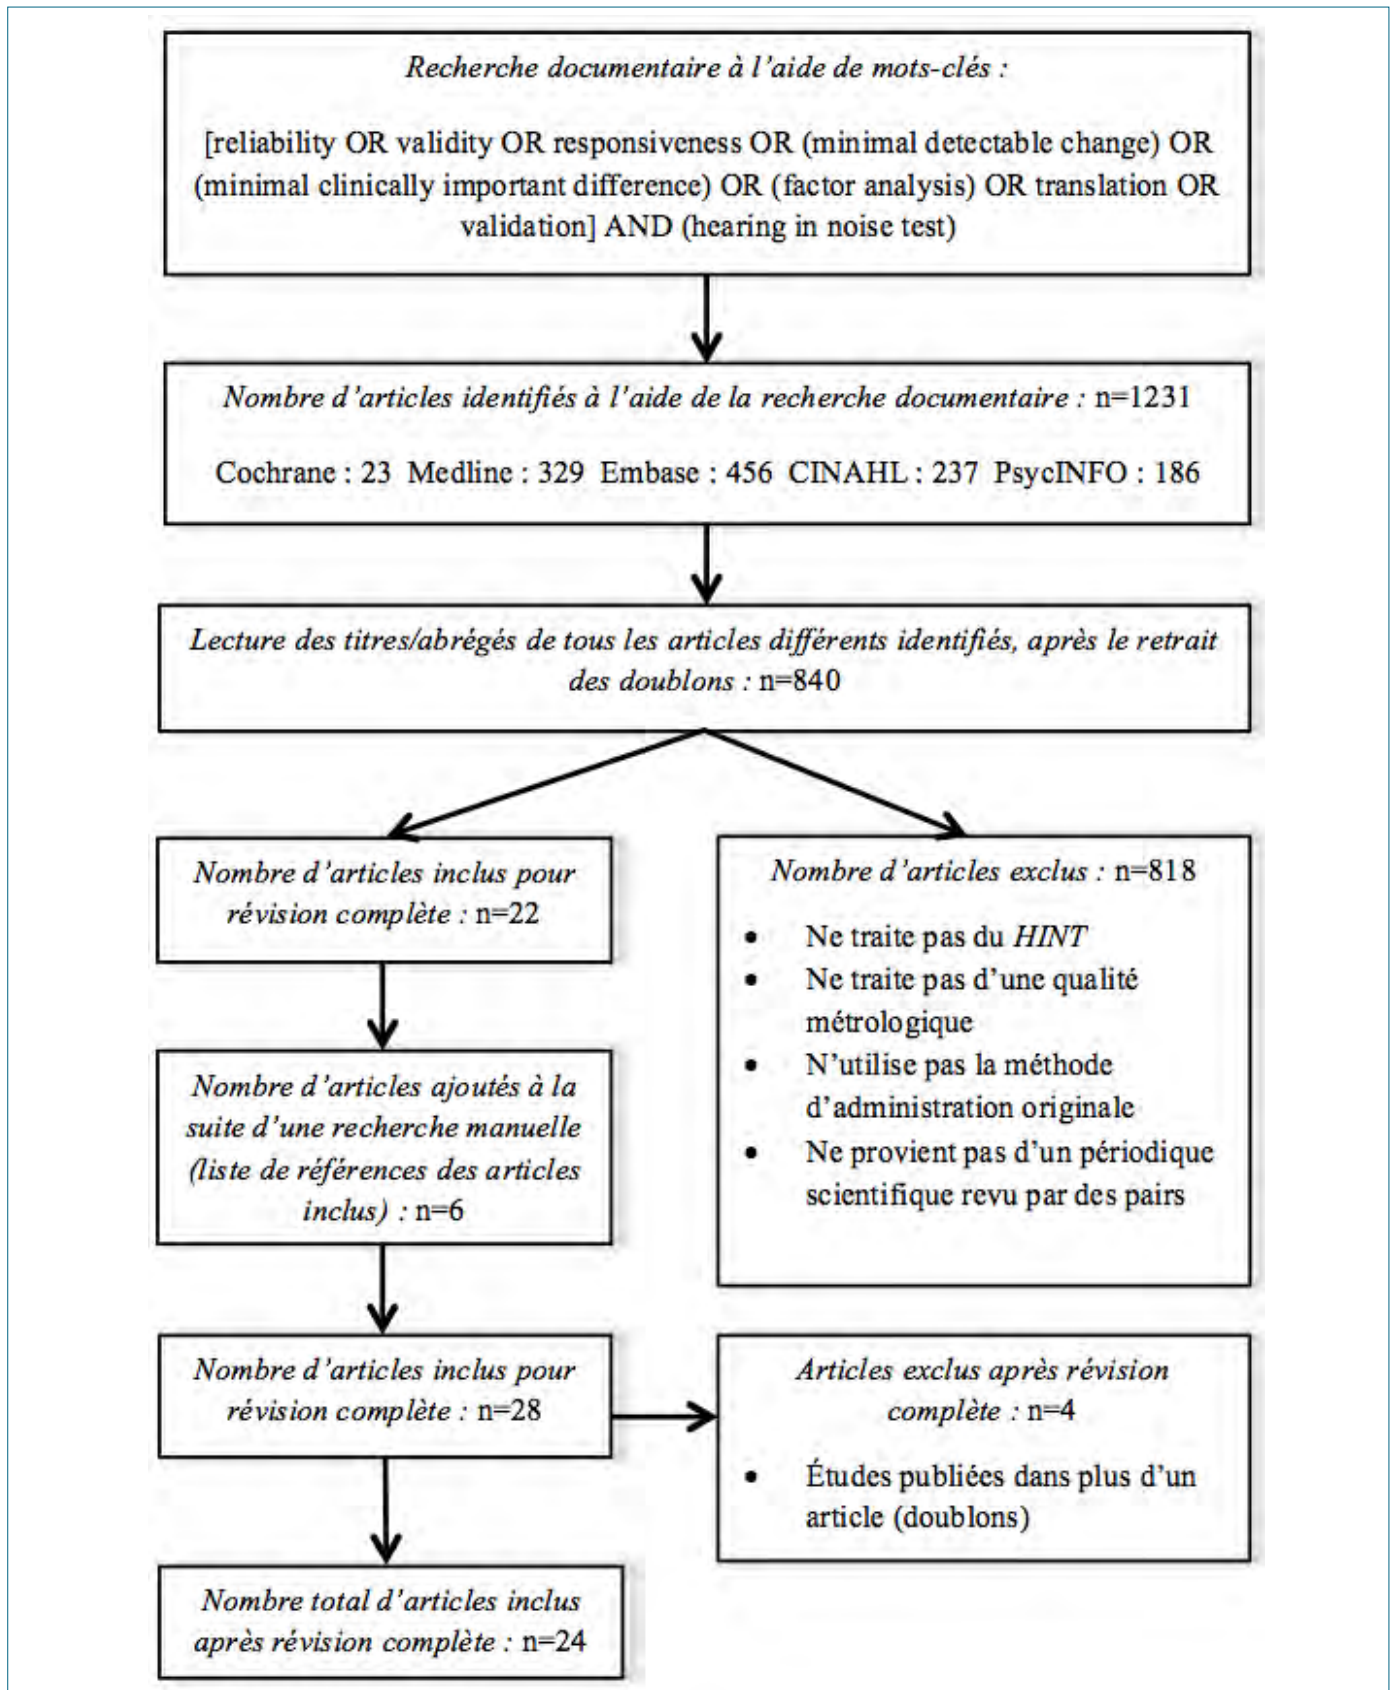 Recherche documentaire à l'aide de mots-clés :
[reliability OR validity OR responsiveness OR (minimal detectable change) OR
(minimal clinically important difference) OR (factor analysis) OR translation OR
validation] AND (hearing in noise test)
Nombre d'articles identifiés à l'aide de la recherche documentaire : n=1231
Cochrane : 23 Medline : 329 Embase : 456 CINAHL : 237 PsycINFO : 186
Lecture des titres/abrégés de tous les articles différents identifiés, après le retrait
des doublons : n=840
Nombre d'articles inclus pour
révision complète : n=22
Nombre d'articles exclus : n=818
• Ne traite pas du HINT
• Ne traite pas d'une qualité
métrologique
• N'utilise pas la méthode
d'administration originale
• Ne provient pas d'un périodique
scientifique revu par des pairs
Nombre d'articles ajoutés à la
suite d'une recherche manuelle
(liste de références des articles
inclus) : n=6
Nombre d'articles inclus pour
révision complète : n=28
Articles exclus après révision
complète : n=4
• Études publiées dans plus d'un
article (doublons)
Nombre total d'articles inclus
après révision complète : n=24